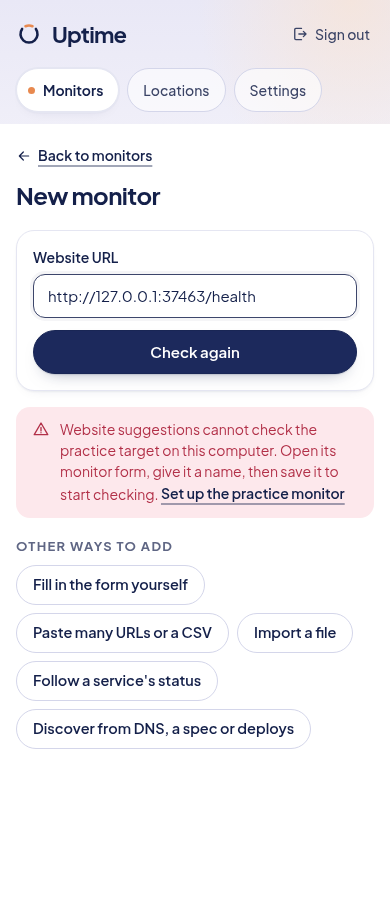 Uptime
Sign out
Monitors
Locations
Settings
Back to monitors
New monitor
Website URL
http://127.0.0.1:37463/health
Check again
Website suggestions cannot check the
practice target on this computer. Open its
monitor form, give it a name, then save it to
start checking. Set up the practice monitor
OTHER WAYS TO ADD
Fill in the form yourself
Paste many URLs or a CSV
Import a file
Follow a service's status
Discover from DNS, a spec or deploys